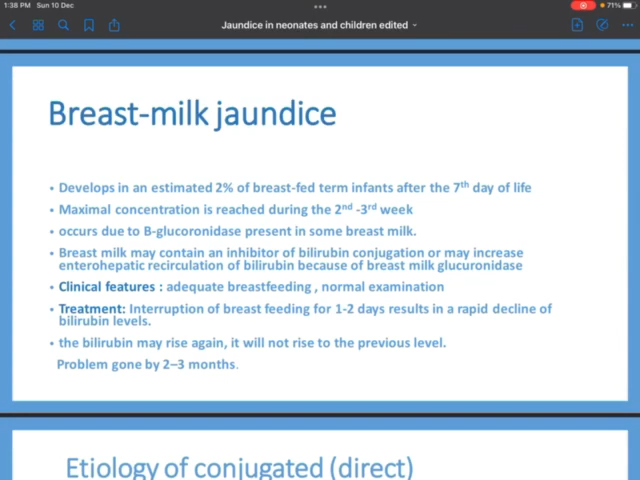 1:38 PM Sun 10 Dec
71%
Jaundice in neonates and children edited
Breast-milk jaundice
• Develops in an estimated 2% of breast-fed term infants after the 7th day of life
• Maximal concentration is reached during the 2nd -3rd week
• occurs due to B-glucoronidase present in some breast milk.
• Breast milk may contain an inhibitor of bilirubin conjugation or may increase
enterohepatic recirculation of bilirubin because of breast milk glucuronidase
• Clinical features : adequate breastfeeding , normal examination
• Treatment: Interruption of breast feeding for 1-2 days results in a rapid decline of
bilirubin levels.
• the bilirubin may rise again, it will not rise to the previous level.
Problem gone by 2–3 months.
Etiology of conjugated (direct)